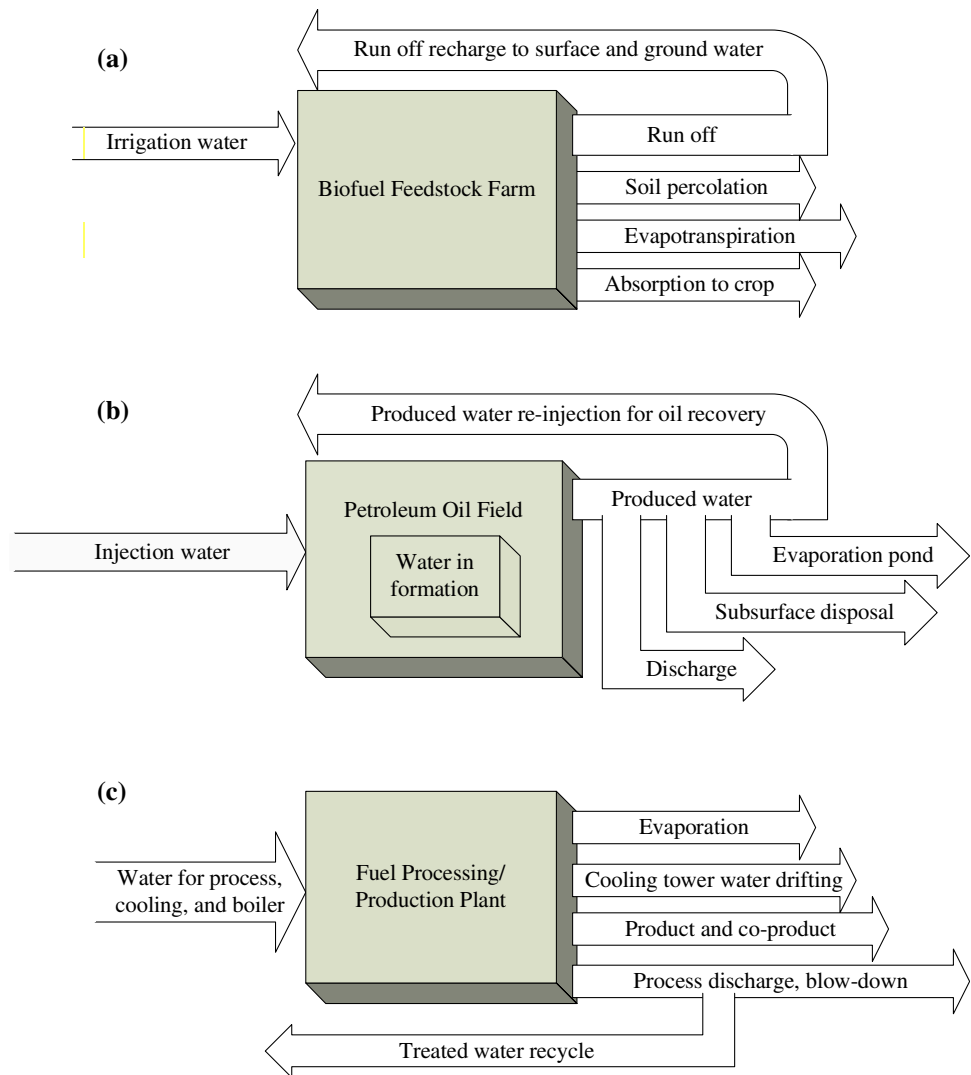 (a)
Run off recharge to surface and ground water
Irrigation water
Biofuel Feedstock Farm
Run off
Soil percolation
Evapotranspiration
Absorption to crop
(b)
Produced water re-injection for oil recovery
Injection water
Petroleum Oil Field
Water in
formation
Produced water
Evaporation pond
Subsurface disposal
Discharge
(c)
Water for process,
cooling, and boiler
Fuel Processing/
Production Plant
Evaporation
Cooling tower water drifting
Product and co-product
Process discharge, blow-down
Treated water recycle